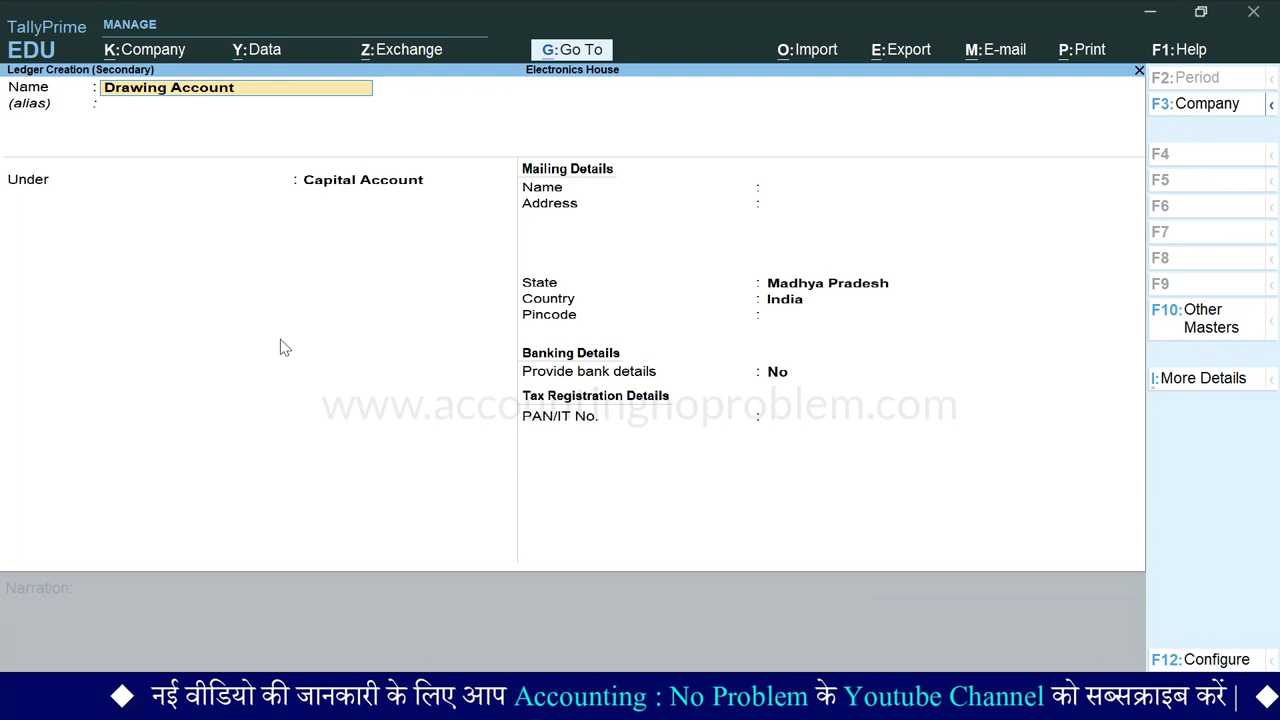 TallyPrime MANAGE
EDU K:Company Y:Data Z:Exchange G:Go To O:Import E:Export M:E-mail P:Print F1:Help
Ledger Creation (Secondary) Electronics House
Name : Drawing Account
(alias) :
Under : Capital Account
Mailing Details
Name :
Address :
State : Madhya Pradesh
Country : India
Pincode :
Banking Details
Provide bank details : No
Tax Registration Details
PAN/IT No. :
www.accountingnoproblem.com
Narration:
F2:Period
F3:Company
F4
F5
F6
F7
F8
F9
F10:Other
Masters
I:More Details
F12:Configure
◆ नई वीडियो की जानकारी के लिए आप Accounting : No Problem के Youtube Channel को सब्सक्राइब करें | ◆